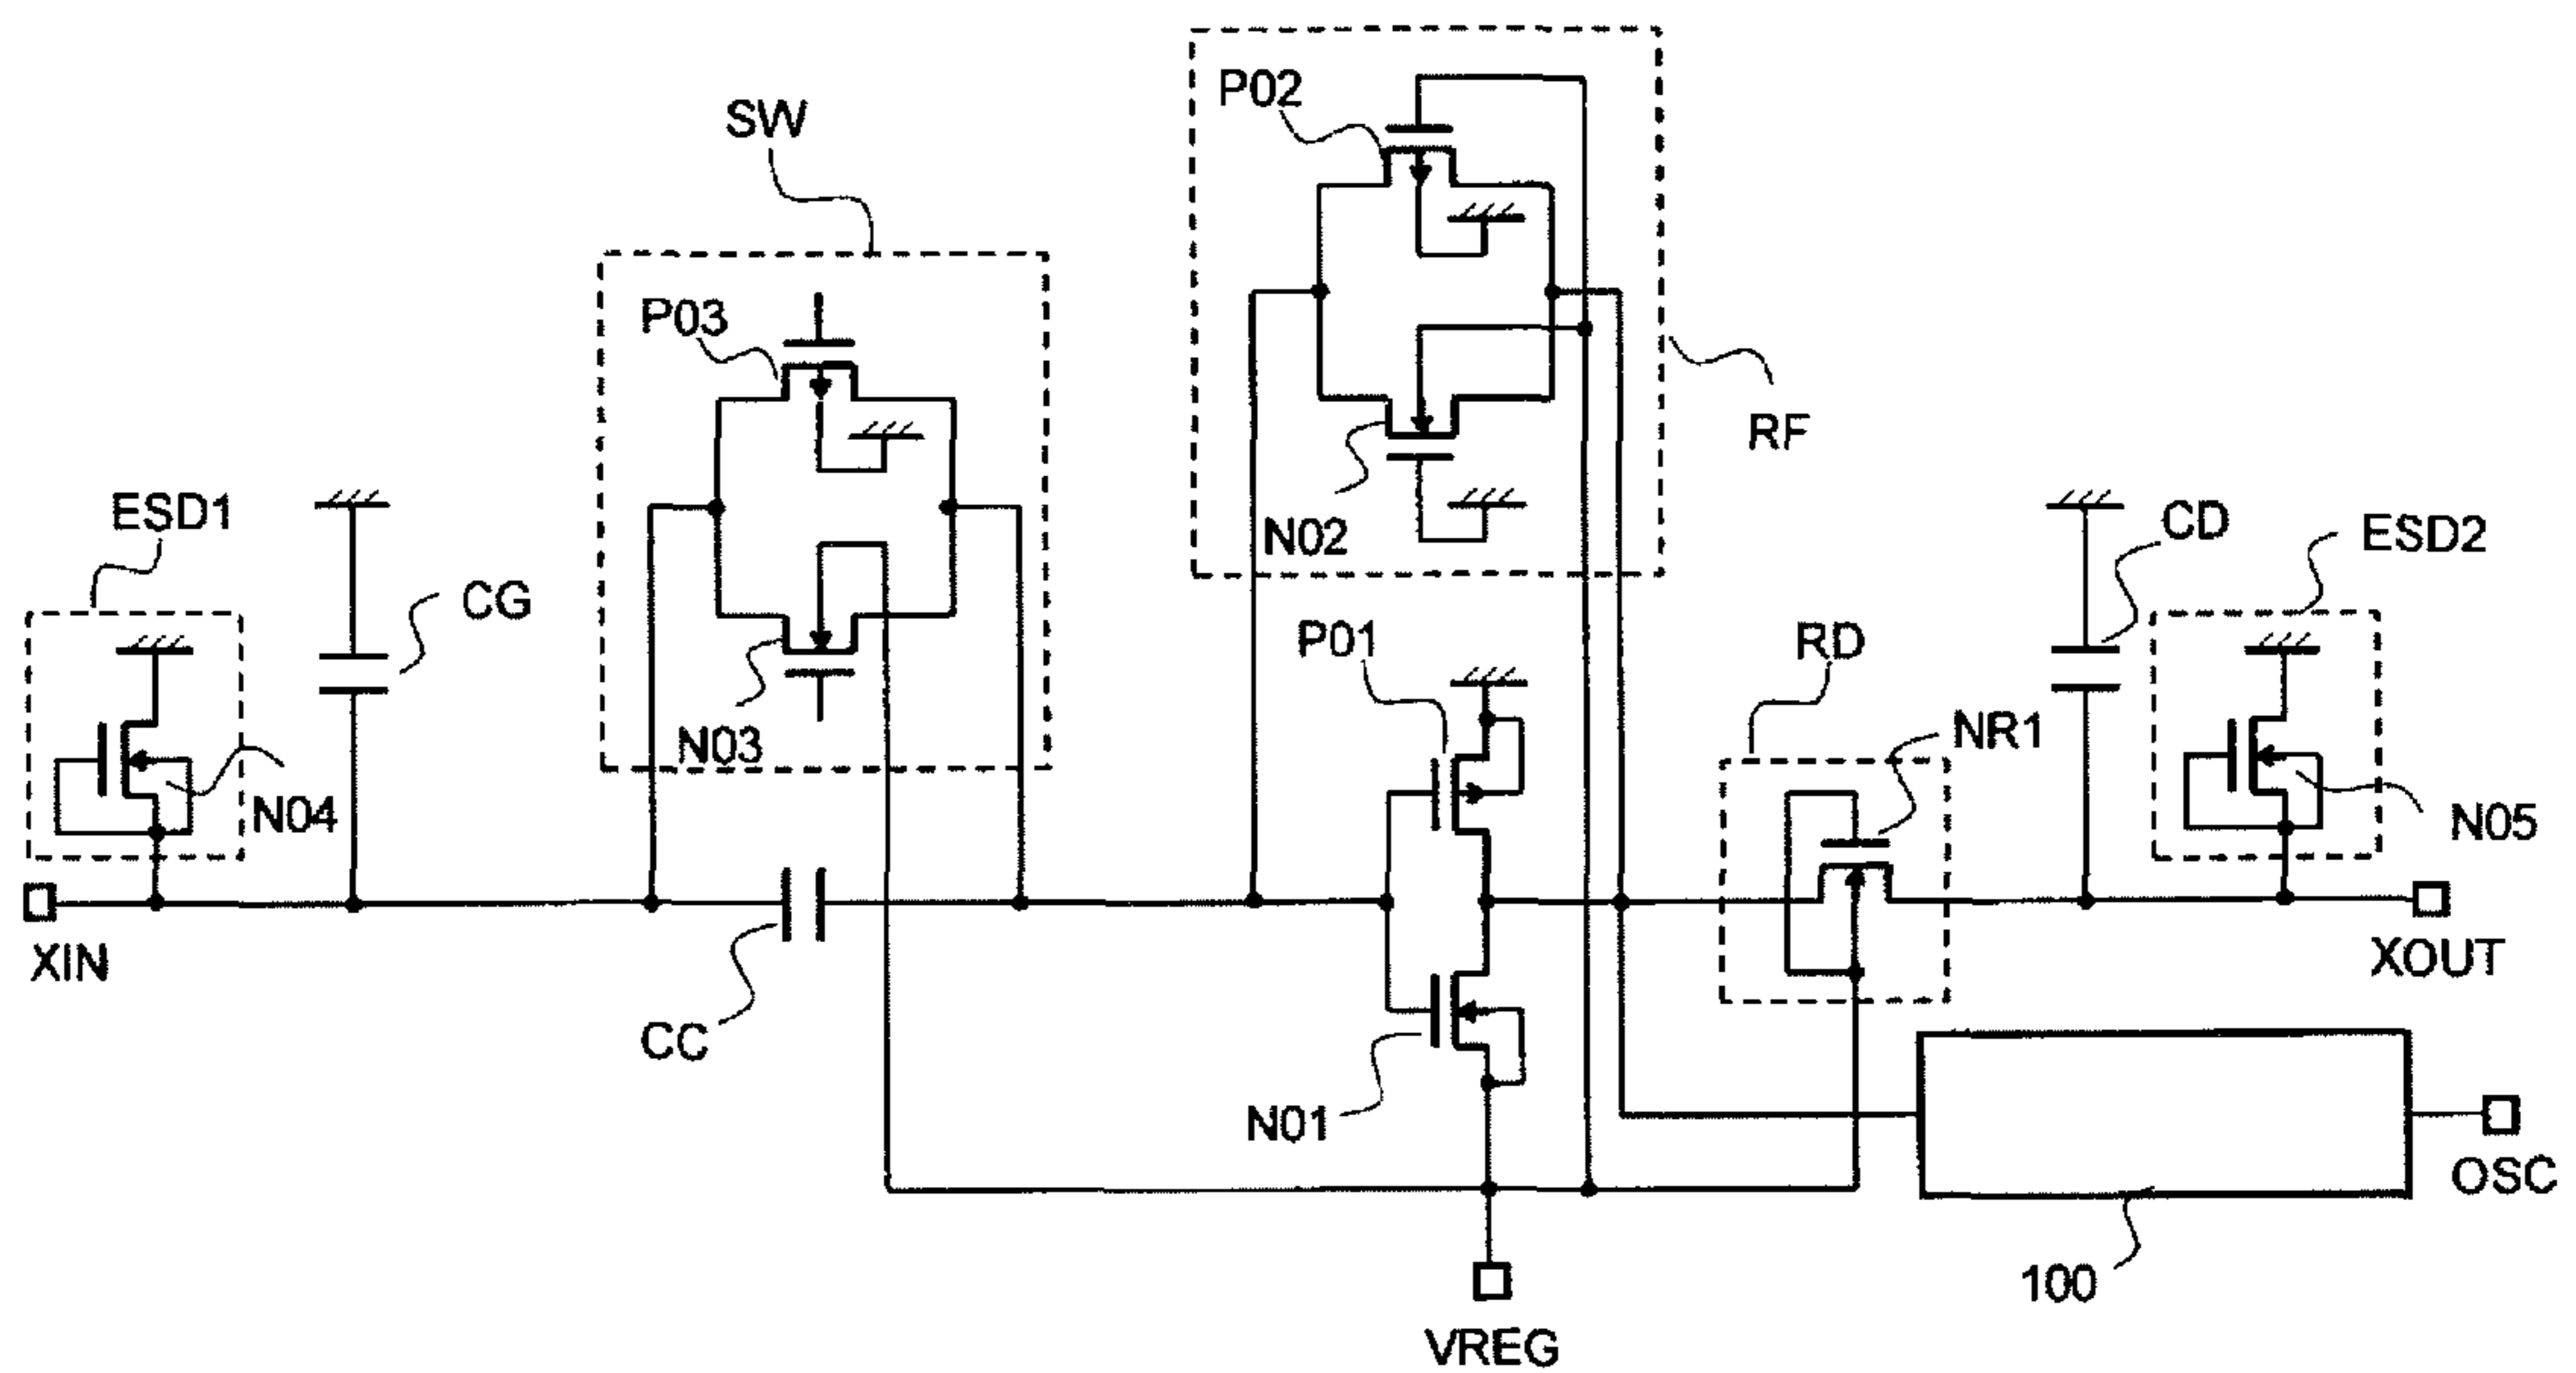 P02
SW
P03
RF
ESD1
CD
ESD2
N02
CG
P01
RD
NR1
N03
N04
N05
XIN
XOUT
CC
N01
OSC
100
VREG